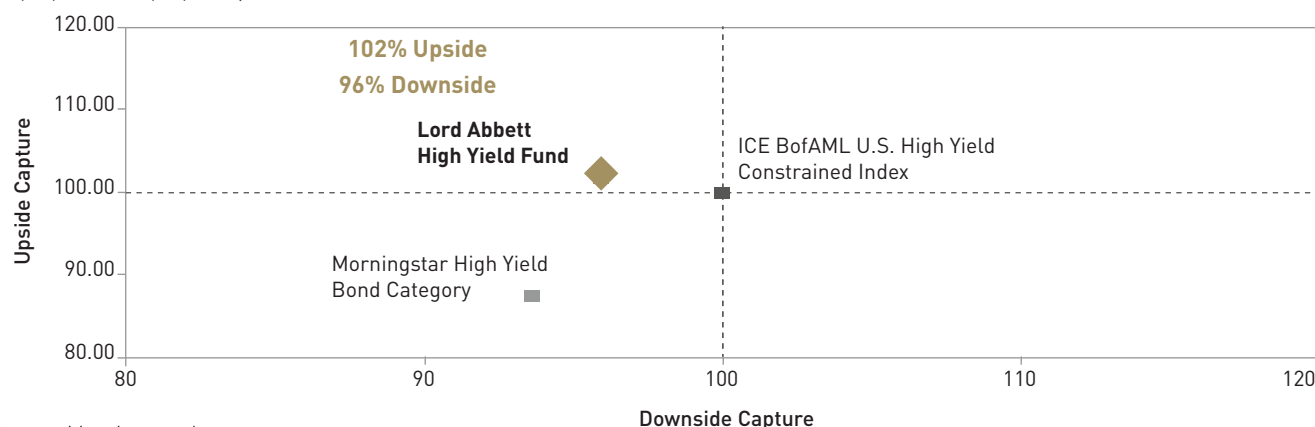 120.00
102% Upside
96% Downside
110.00
Lord Abbett
High Yield Fund
ICE BofAML U.S. High Yield
Constrained Index
100.00
Upside Capture
Morningstar High Yield
Bond Category
90.00
80.00
80
90
100
110
120
Downside Capture